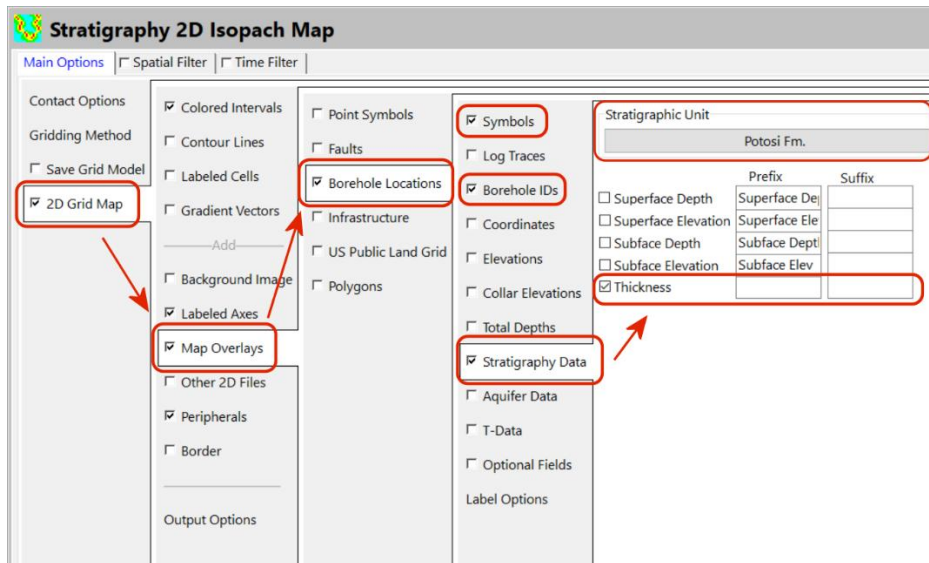 Stratigraphy 2D Isopach Map
Main Options
Spatial Filter
Time Filter
Contact Options
Gridding Method
Save Grid Model
2D Grid Map
Colored Intervals
Contour Lines
Labeled Cells
Gradient Vectors
Add
Background Image
Labeled Axes
Map Overlays
Other 2D Files
Peripherals
Border
Output Options
Point Symbols
Faults
Borehole Locations
Infrastructure
US Public Land Grid
Polygons
Symbols
Log Traces
Borehole IDs
Coordinates
Elevations
Collar Elevations
Total Depths
Stratigraphy Data
Aquifer Data
T-Data
Optional Fields
Label Options
Stratigraphic Unit
Potosi Fm.
Prefix Suffix
Superface Depth Superface De
Superface Elevation Superface Ele
Subface Depth Subface Dept
Subface Elevation Subface Elev
Thickness